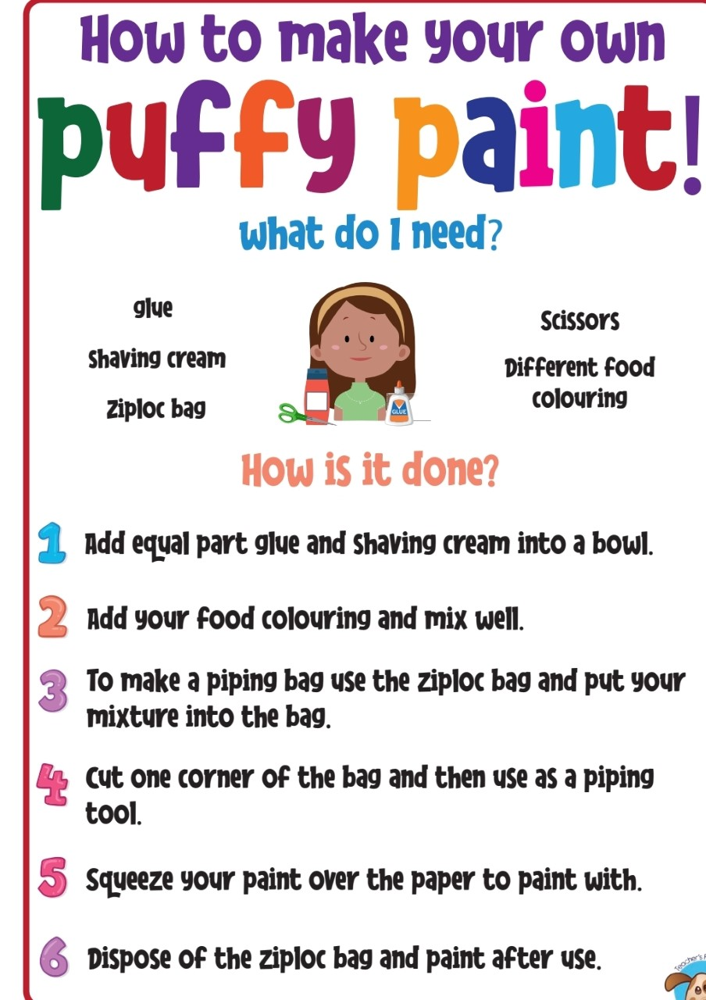 How to make your own
puffy paint!
What do I need?
glue
Shaving cream
Ziploc bag
Scissors
Different food
colouring
GLUE
How is it done?
1 Add equal part glue and shaving cream into a bowl.
2 Add your food colouring and mix well.
3 To make a piping bag use the ziploc bag and put your
mixture into the bag.
4 Cut one corner of the bag and then use as a piping
tool.
5 Squeeze your paint over the paper to paint with.
6 Dispose of the ziploc bag and paint after use.
Teacher's